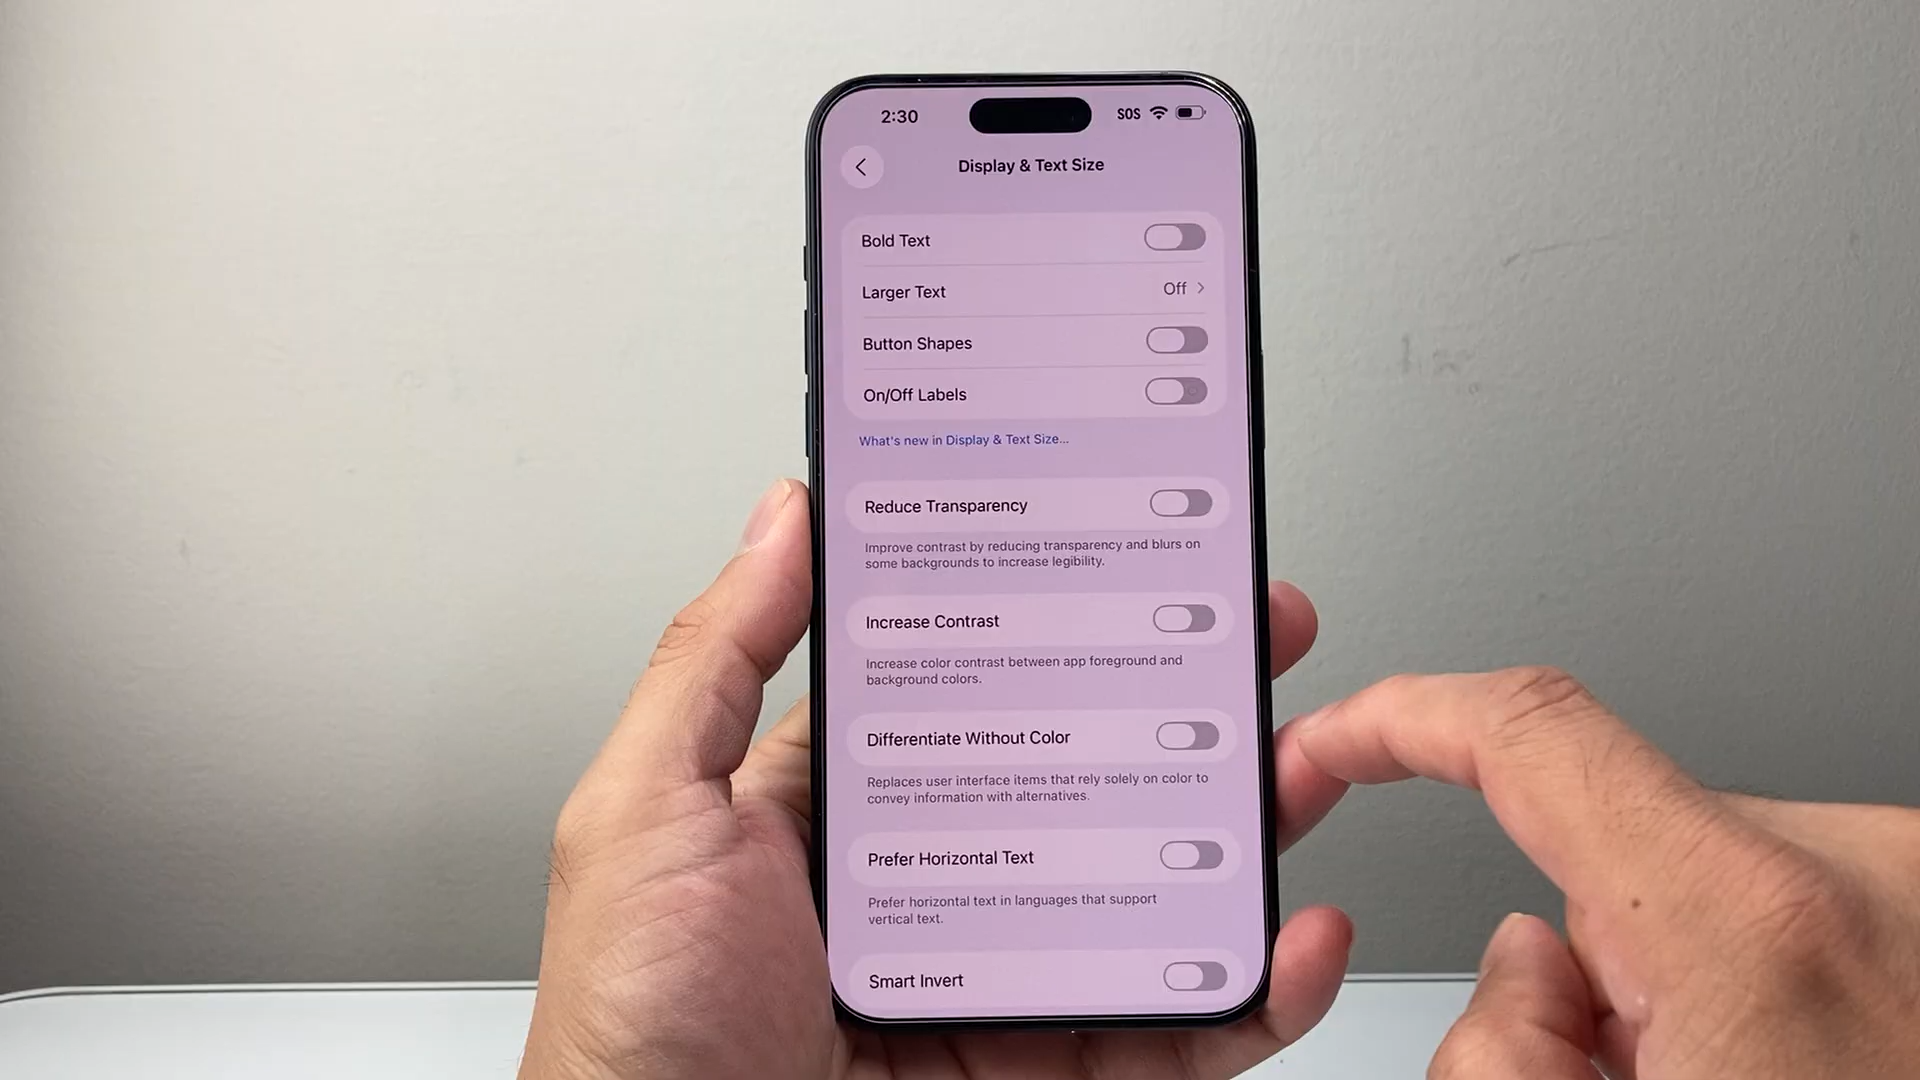 2:30
SOS
Display & Text Size
Bold Text
Larger Text Off
Button Shapes
On/Off Labels
What's new in Display & Text Size...
Reduce Transparency
Improve contrast by reducing transparency and blurs on
some backgrounds to increase legibility.
Increase Contrast
Increase color contrast between app foreground and
background colors.
Differentiate Without Color
Replaces user interface items that rely solely on color to
convey information with alternatives.
Prefer Horizontal Text
Prefer horizontal text in languages that support
vertical text.
Smart Invert